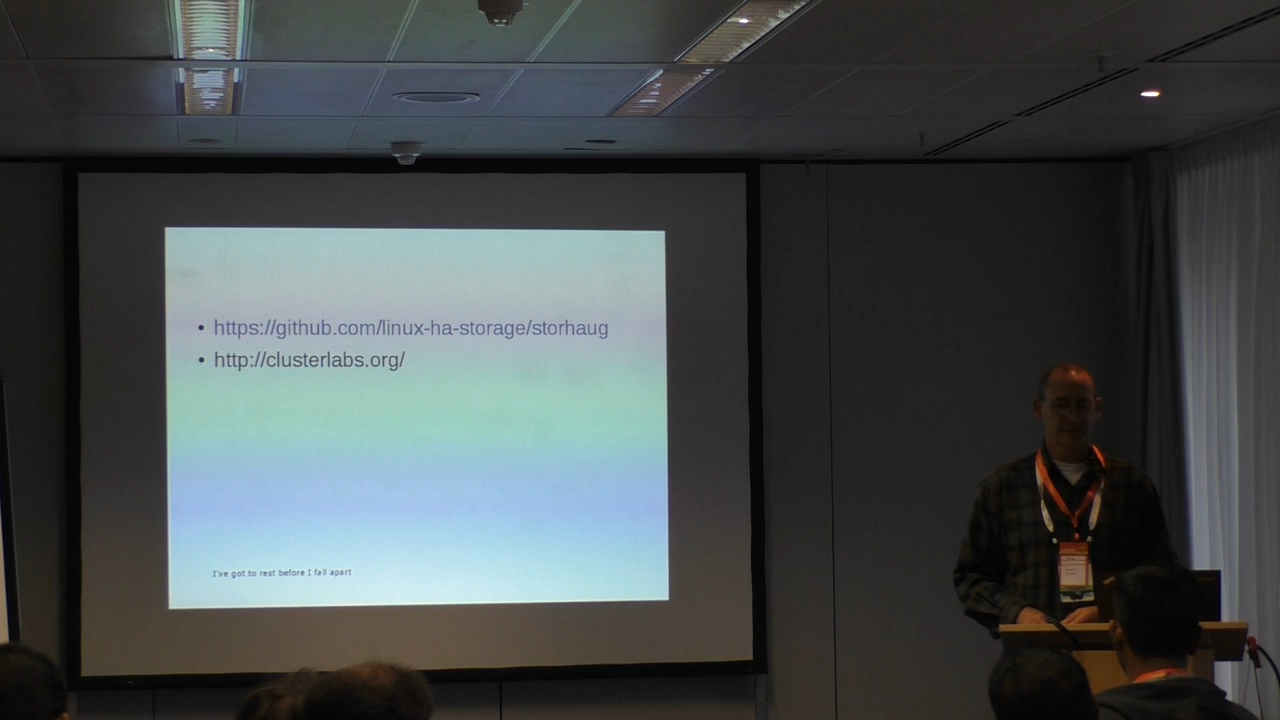 • https://github.com/linux-ha-storage/storhaug
• http://clusterlabs.org/
I've got to rest before I fall apart